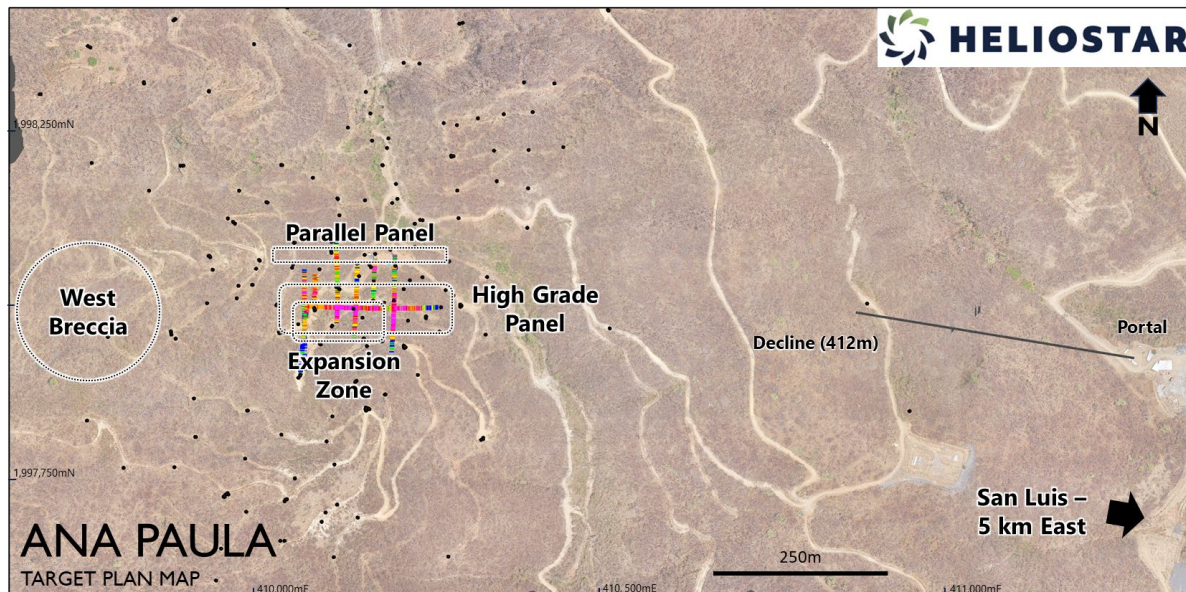 HELIOSTAR
N
1,998,250mN
Parallel Panel
West
Breccia
High Grade
Panel
Expansion
Zone
Decline (412m)
Portal
1,997,750mN
San Luis –
5 km East
ANA PAULA
TARGET PLAN MAP
250m
410,000mE
410,500mE
411,000mE